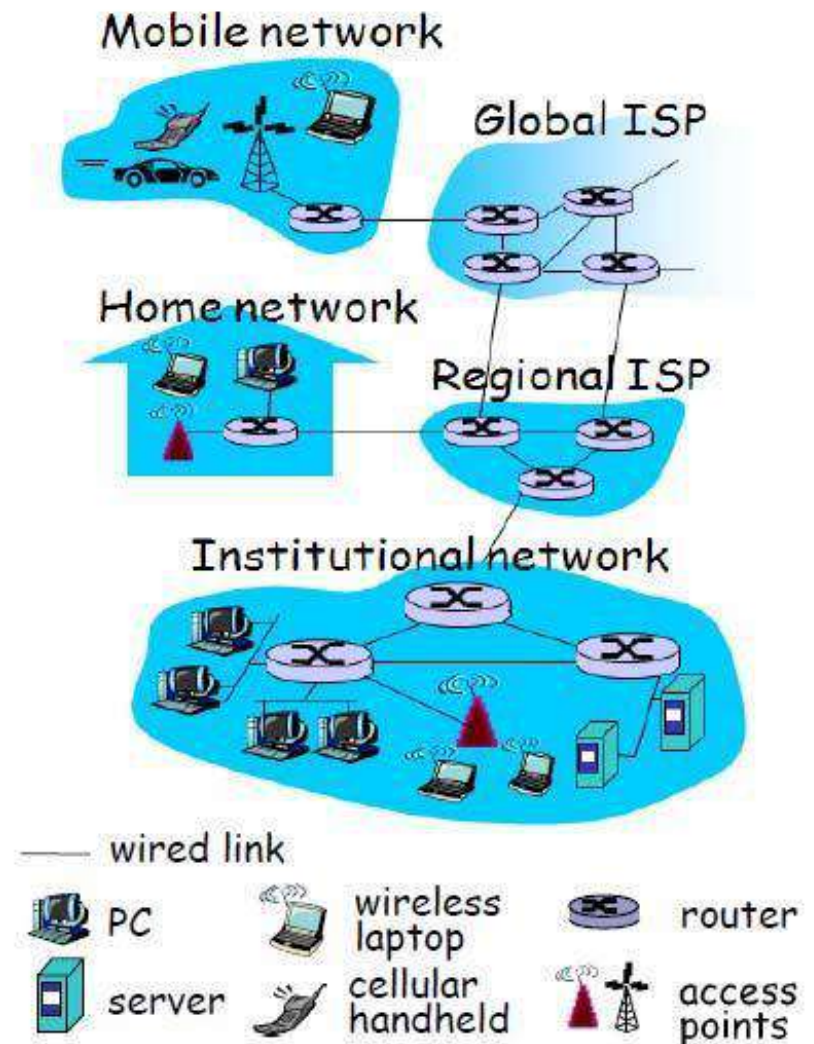 Mobile network
Global ISP
Home network
Regional ISP
Institutional network
wired link
PC
wireless
laptop
router
server
cellular
handheld
access
points